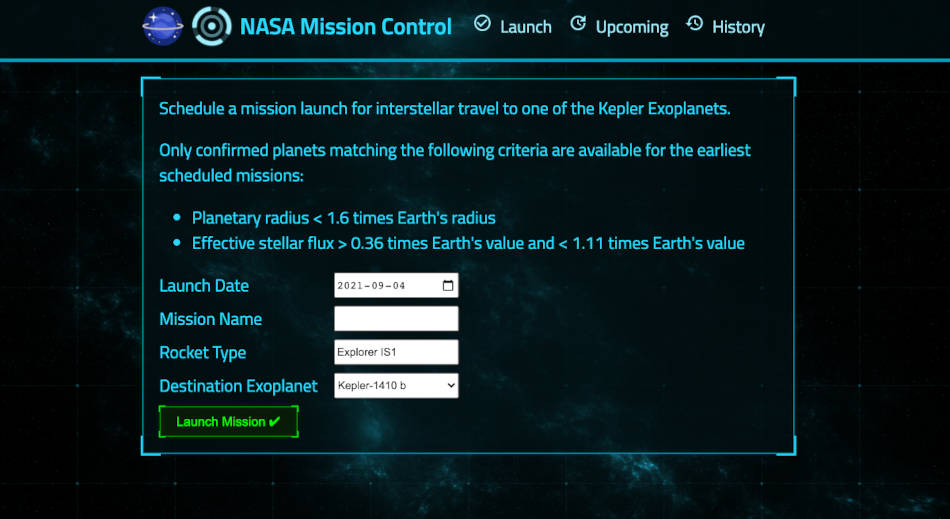 NASA Mission Control Launch Upcoming History
Schedule a mission launch for interstellar travel to one of the Kepler Exoplanets.
Only confirmed planets matching the following criteria are available for the earliest
scheduled missions:
• Planetary radius < 1.6 times Earth's radius
• Effective stellar flux > 0.36 times Earth's value and < 1.11 times Earth's value
Launch Date 2021-09-04
Mission Name
Rocket Type Explorer IS1
Destination Exoplanet Kepler-1410 b
Launch Mission ✔